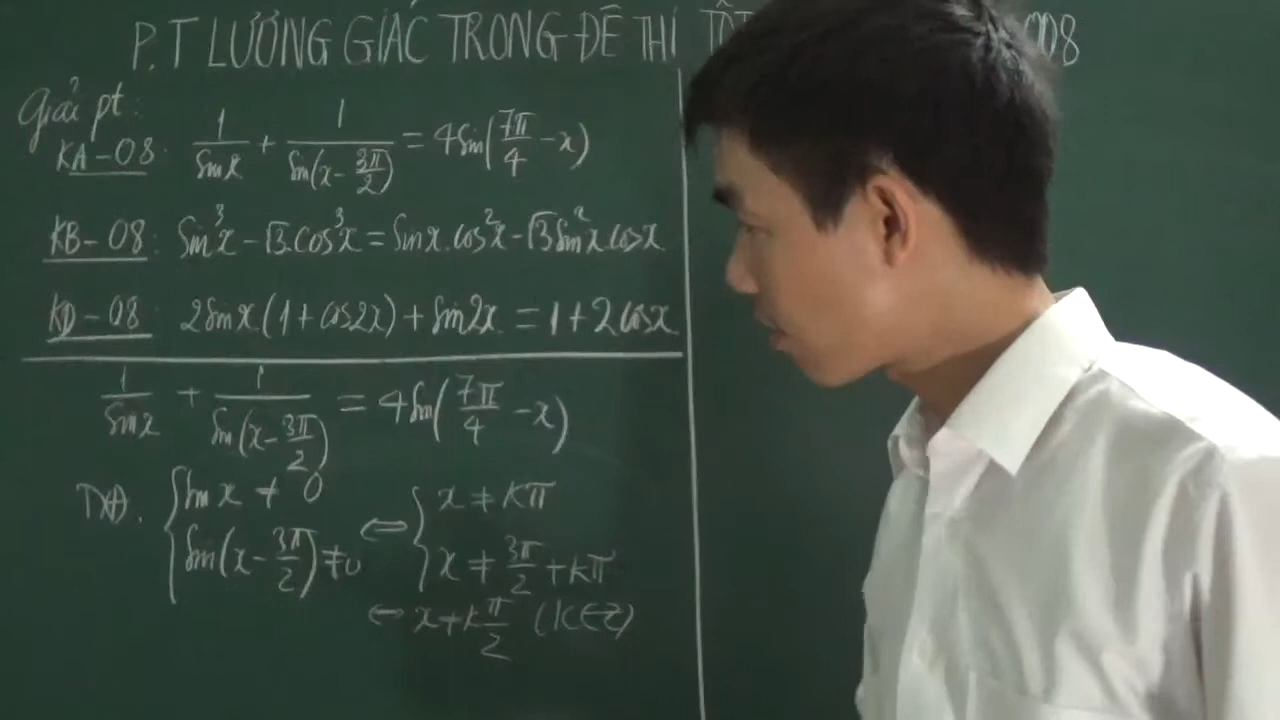 P.T LƯỢNG GIÁC TRONG ĐỀ THI TỐT 008
Giải pt:
KA-08. 1/sinx + 1/sin(x - 3π/2) = 4sin(7π/4 - x)
KB-08: sin³x - √3.cos³x = sinx.cos²x - √3sin²x cosx
KD-08: 2sinx(1+cos2x) + sin2x = 1+2cosx
1/sinx + 1/sin(x - 3π/2) = 4sin(7π/4 - x)
TXĐ. { sinx ≠ 0 ⇔ { x ≠ kπ
sin(x - 3π/2) ≠ 0 x ≠ 3π/2 + kπ
⇔ x ≠ k π/2 (k∈Z)